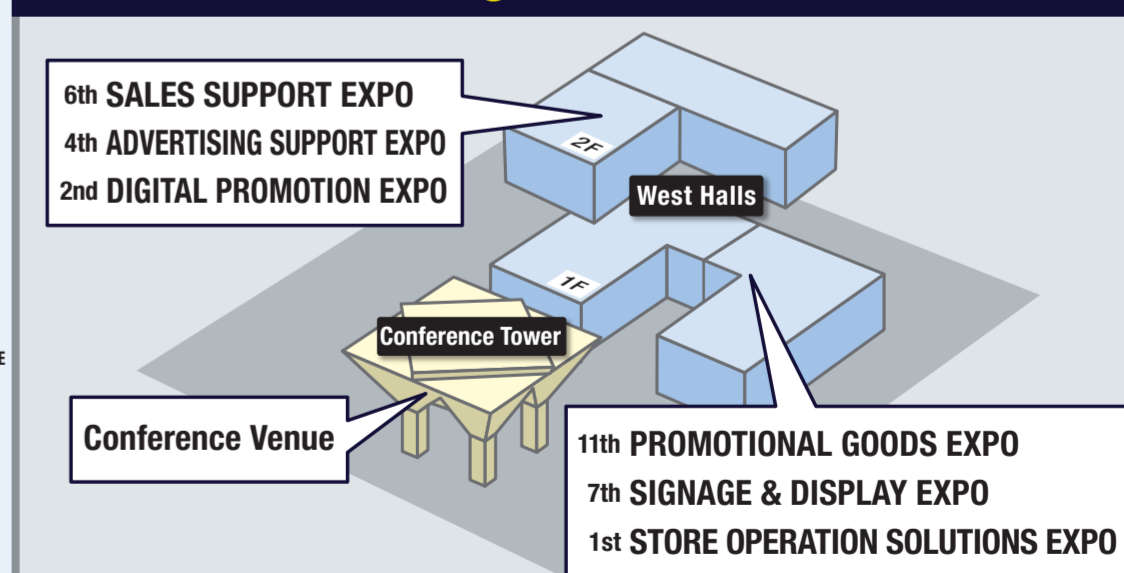 6th SALES SUPPORT EXPO
4th ADVERTISING SUPPORT EXPO
2nd DIGITAL PROMOTION EXPO
2F
West Halls
1F
Conference Tower
E
Conference Venue
11th PROMOTIONAL GOODS EXPO
7th SIGNAGE & DISPLAY EXPO
1st STORE OPERATION SOLUTIONS EXPO